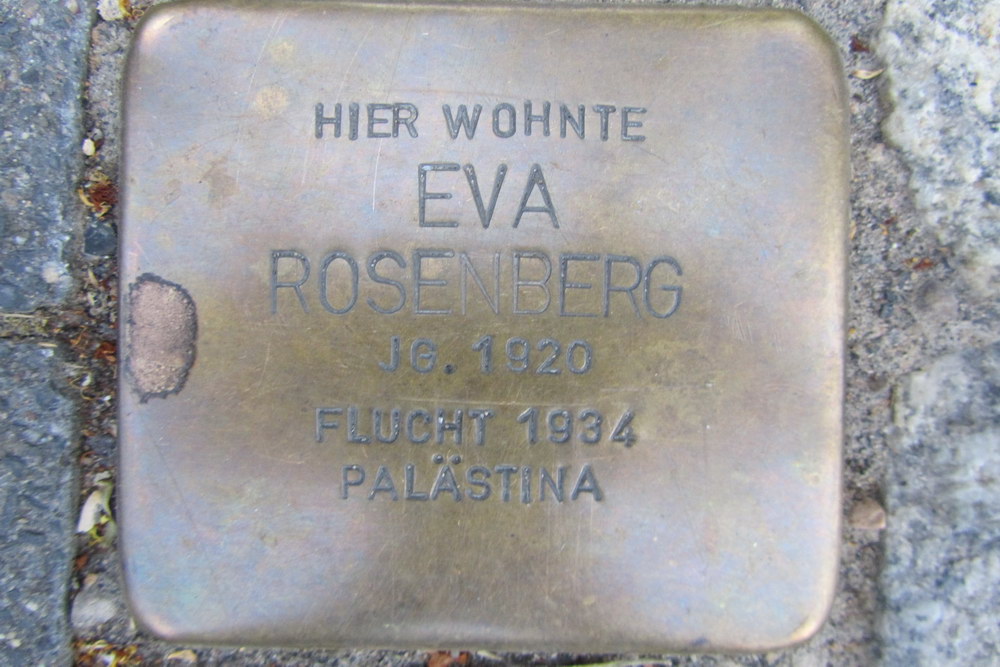 HIER WOHNTE
EVA
ROSENBERG
JG. 1920
FLUCHT 1934
PALÄSTINA